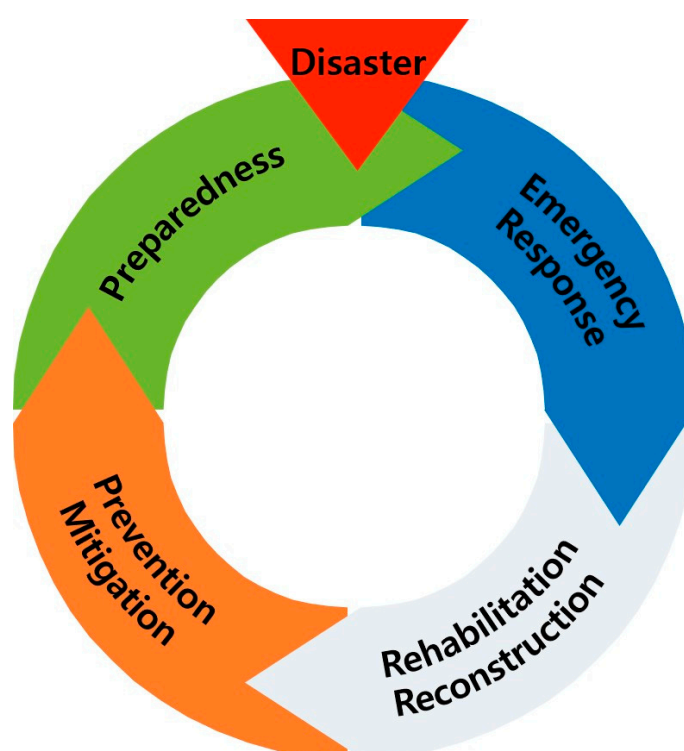 Disaster
Preparedness
Emergency
Response
Prevention
Mitigation
Rehabilitation
Reconstruction